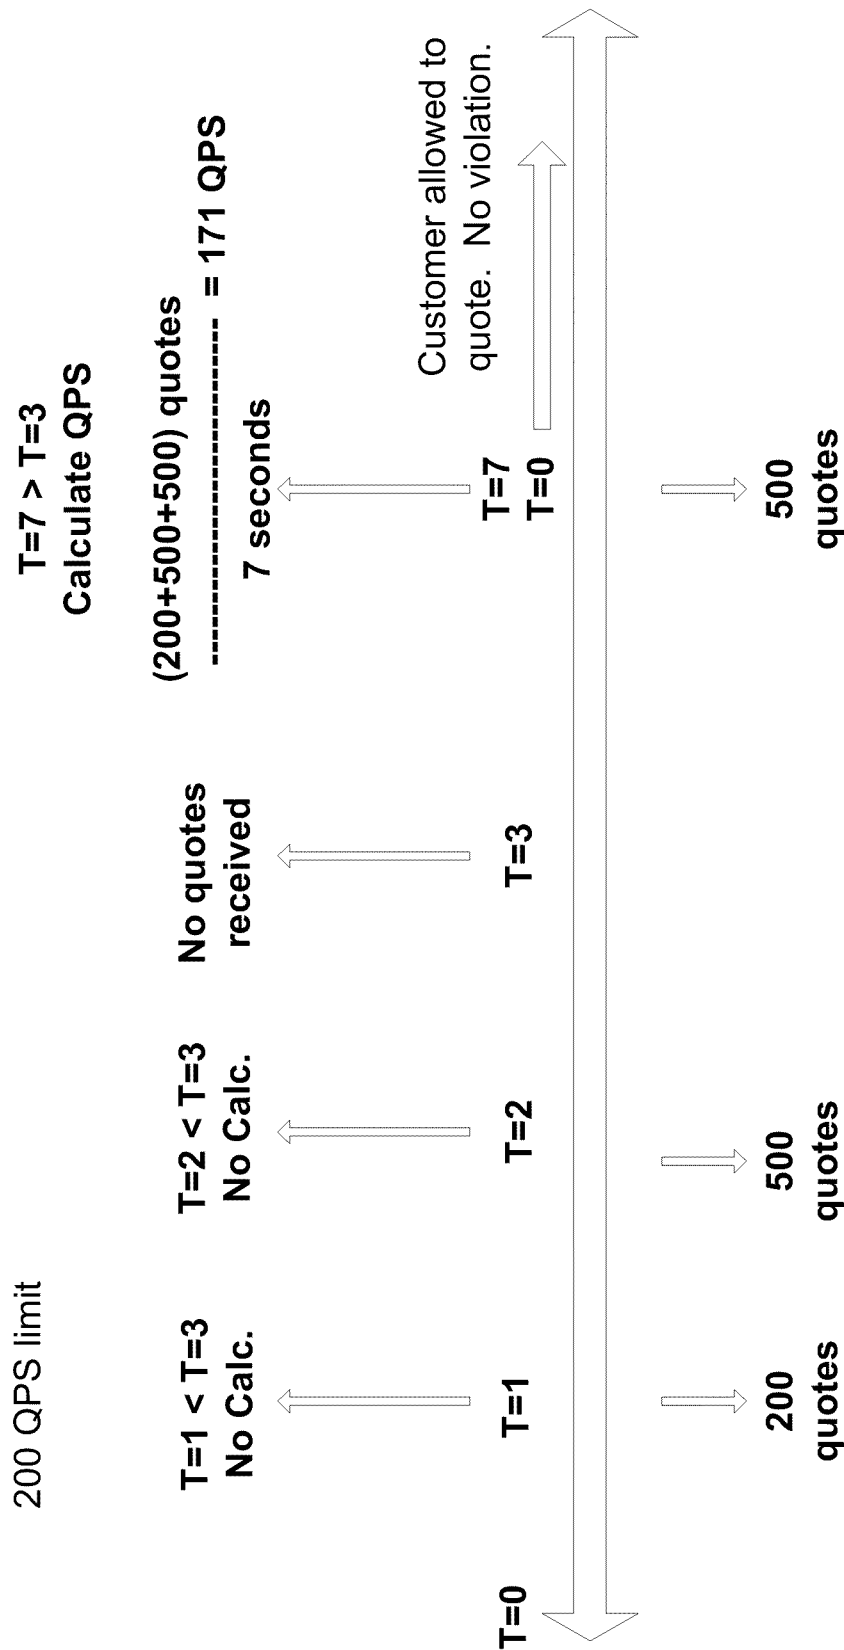 200 QPS limit
T=1 < T=3
No Calc.
T=2 < T=3
No Calc.
No quotes
received
T=7 > T=3
Calculate QPS
(200+500+500) quotes
-------------------------------- = 171 QPS
7 seconds
T=0
T=1
T=2
T=3
T=7
T=0
Customer allowed to
quote.  No violation.
200
quotes
500
quotes
500
quotes